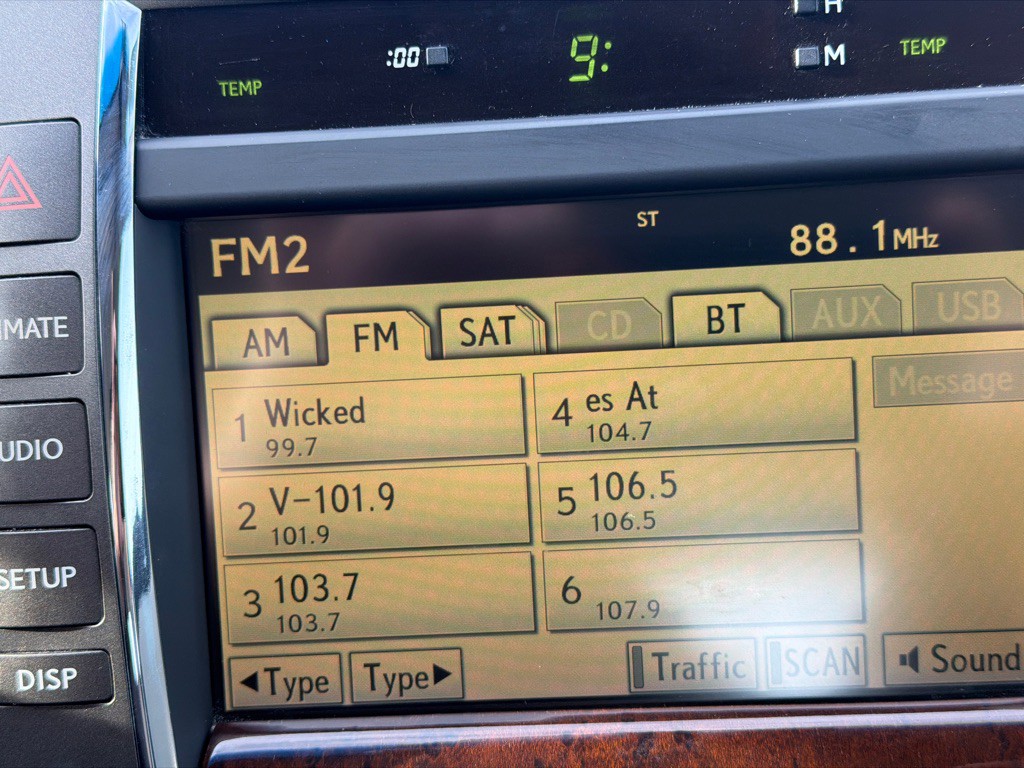 H
:00
9:
M
TEMP
TEMP
FM2
ST
88.1MHz
AM
FM
SAT
CD
BT
AUX
USB
1 Wicked
99.7
4 es At
104.7
Message
2 V-101.9
101.9
5 106.5
106.5
3 103.7
103.7
6
107.9
◄Type
Type►
Traffic
SCAN
Sound
IMATE
UDIO
SETUP
DISP